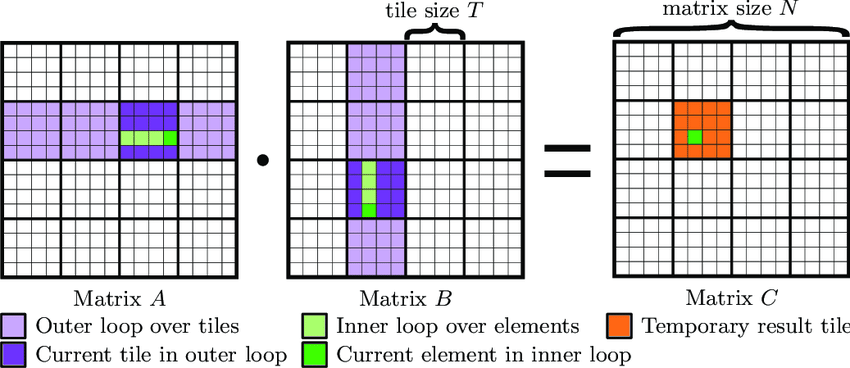 tile size T
matrix size N
Matrix A
Matrix B
Matrix C
Outer loop over tiles
Inner loop over elements
Temporary result tile
Current tile in outer loop
Current element in inner loop